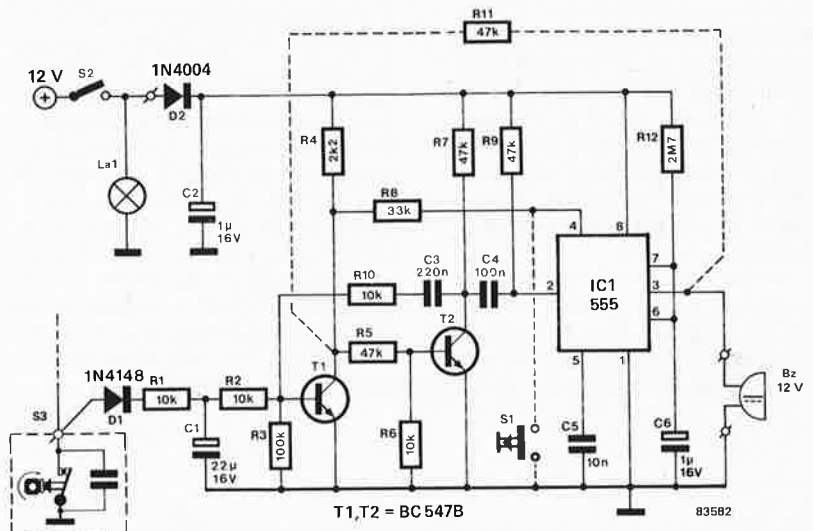 R11
47k
12 V
S2
1N4004
D2
La1
C2
1µ
16V
R4
2k2
R7
47k
R9
47k
R12
2M7
R8
33k
4
8
7
3
6
2
5
1
IC1
555
C3
220n
C4
100n
R10
10k
R5
47k
T2
T1
Bz
12 V
1N4148
D1
R1
10k
R2
10k
S3
C1
22µ
16V
R3
100k
R6
10k
S1
C5
10n
C6
1µ
16V
T1,T2 = BC547B
83582